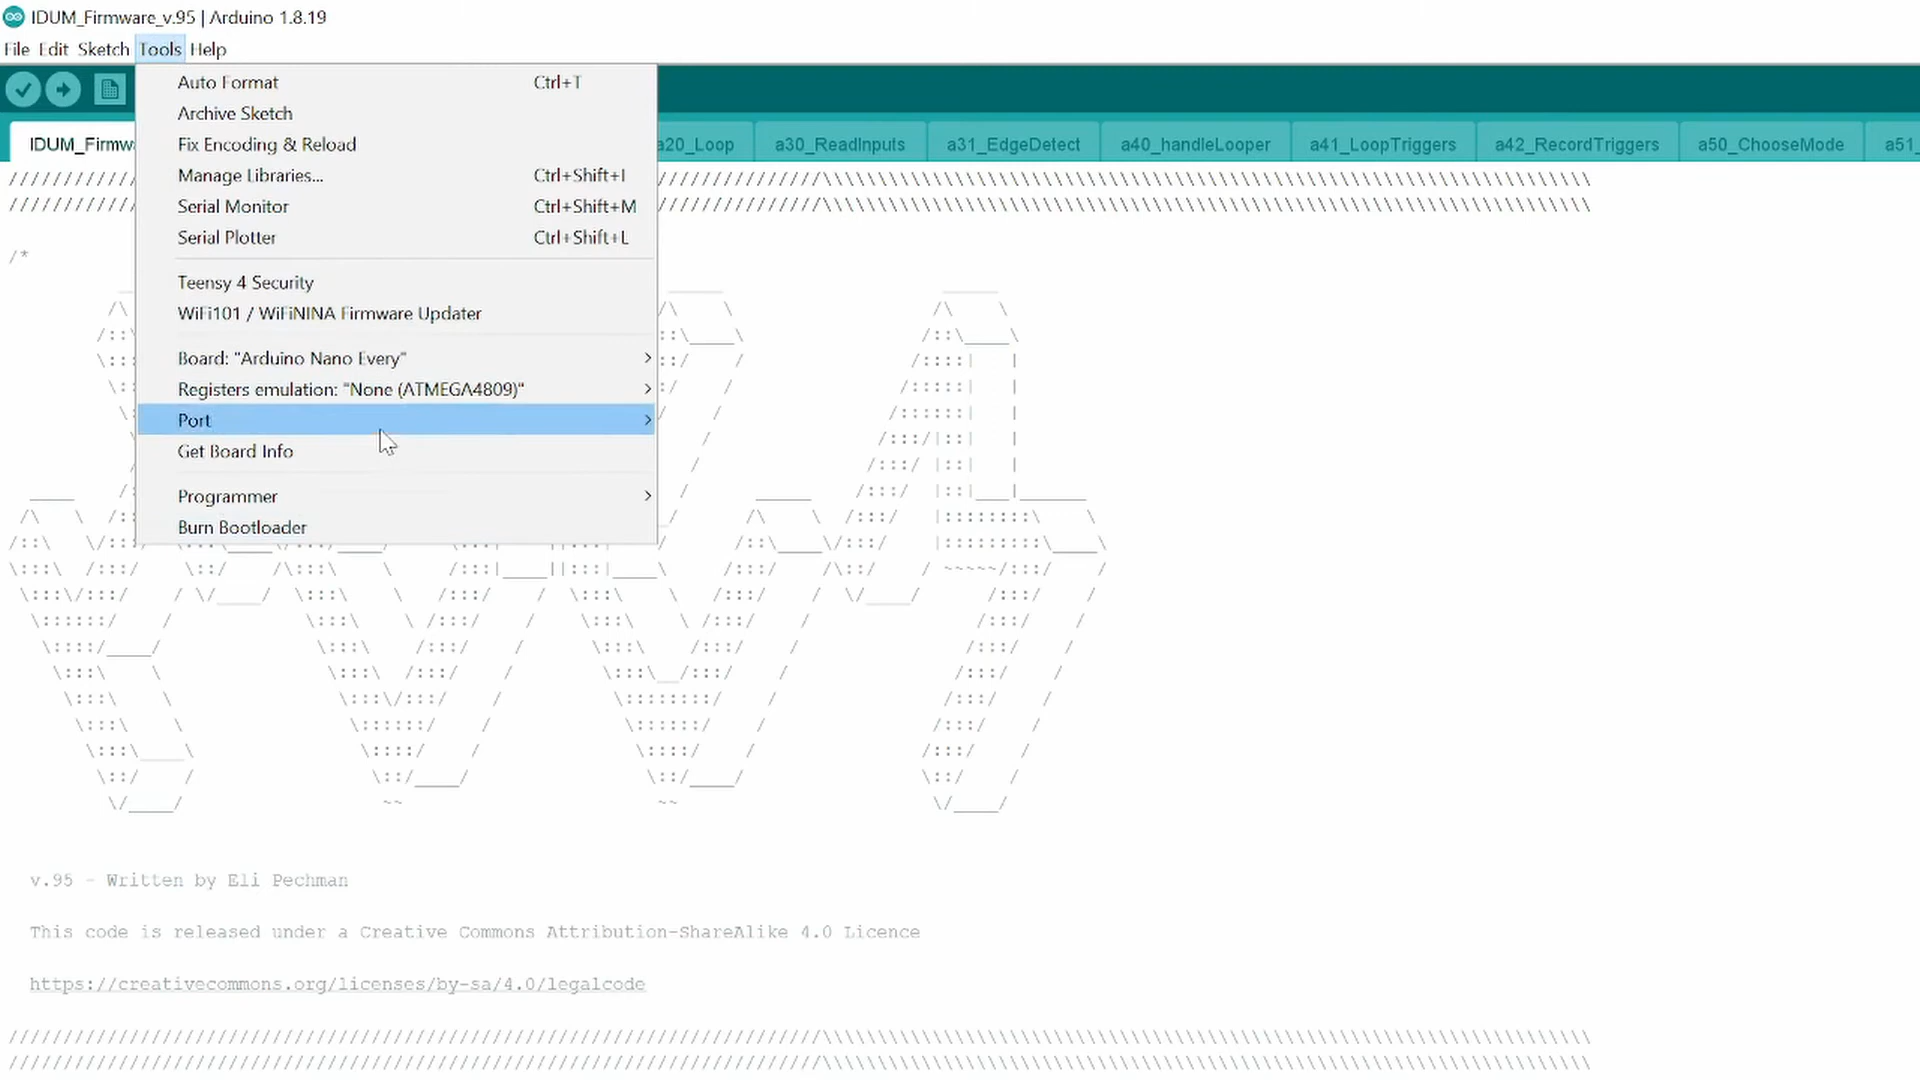 IDUM_Firmware_v.95 | Arduino 1.8.19
File Edit Sketch Tools Help
Auto Format Ctrl+T
Archive Sketch
Fix Encoding & Reload
Manage Libraries... Ctrl+Shift+I
Serial Monitor Ctrl+Shift+M
Serial Plotter Ctrl+Shift+L
Teensy 4 Security
WiFi101 / WiFiNINA Firmware Updater
Board: "Arduino Nano Every"
Registers emulation: "None (ATMEGA4809)"
Port
Get Board Info
Programmer
Burn Bootloader
IDUM_Firmw a20_Loop a30_ReadInputs a31_EdgeDetect a40_handleLooper a41_LoopTriggers a42_RecordTriggers a50_ChooseMode a51_
/*
v.95 - Written by Eli Pechman
This code is released under a Creative Commons Attribution-ShareAlike 4.0 Licence
https://creativecommons.org/licenses/by-sa/4.0/legalcode